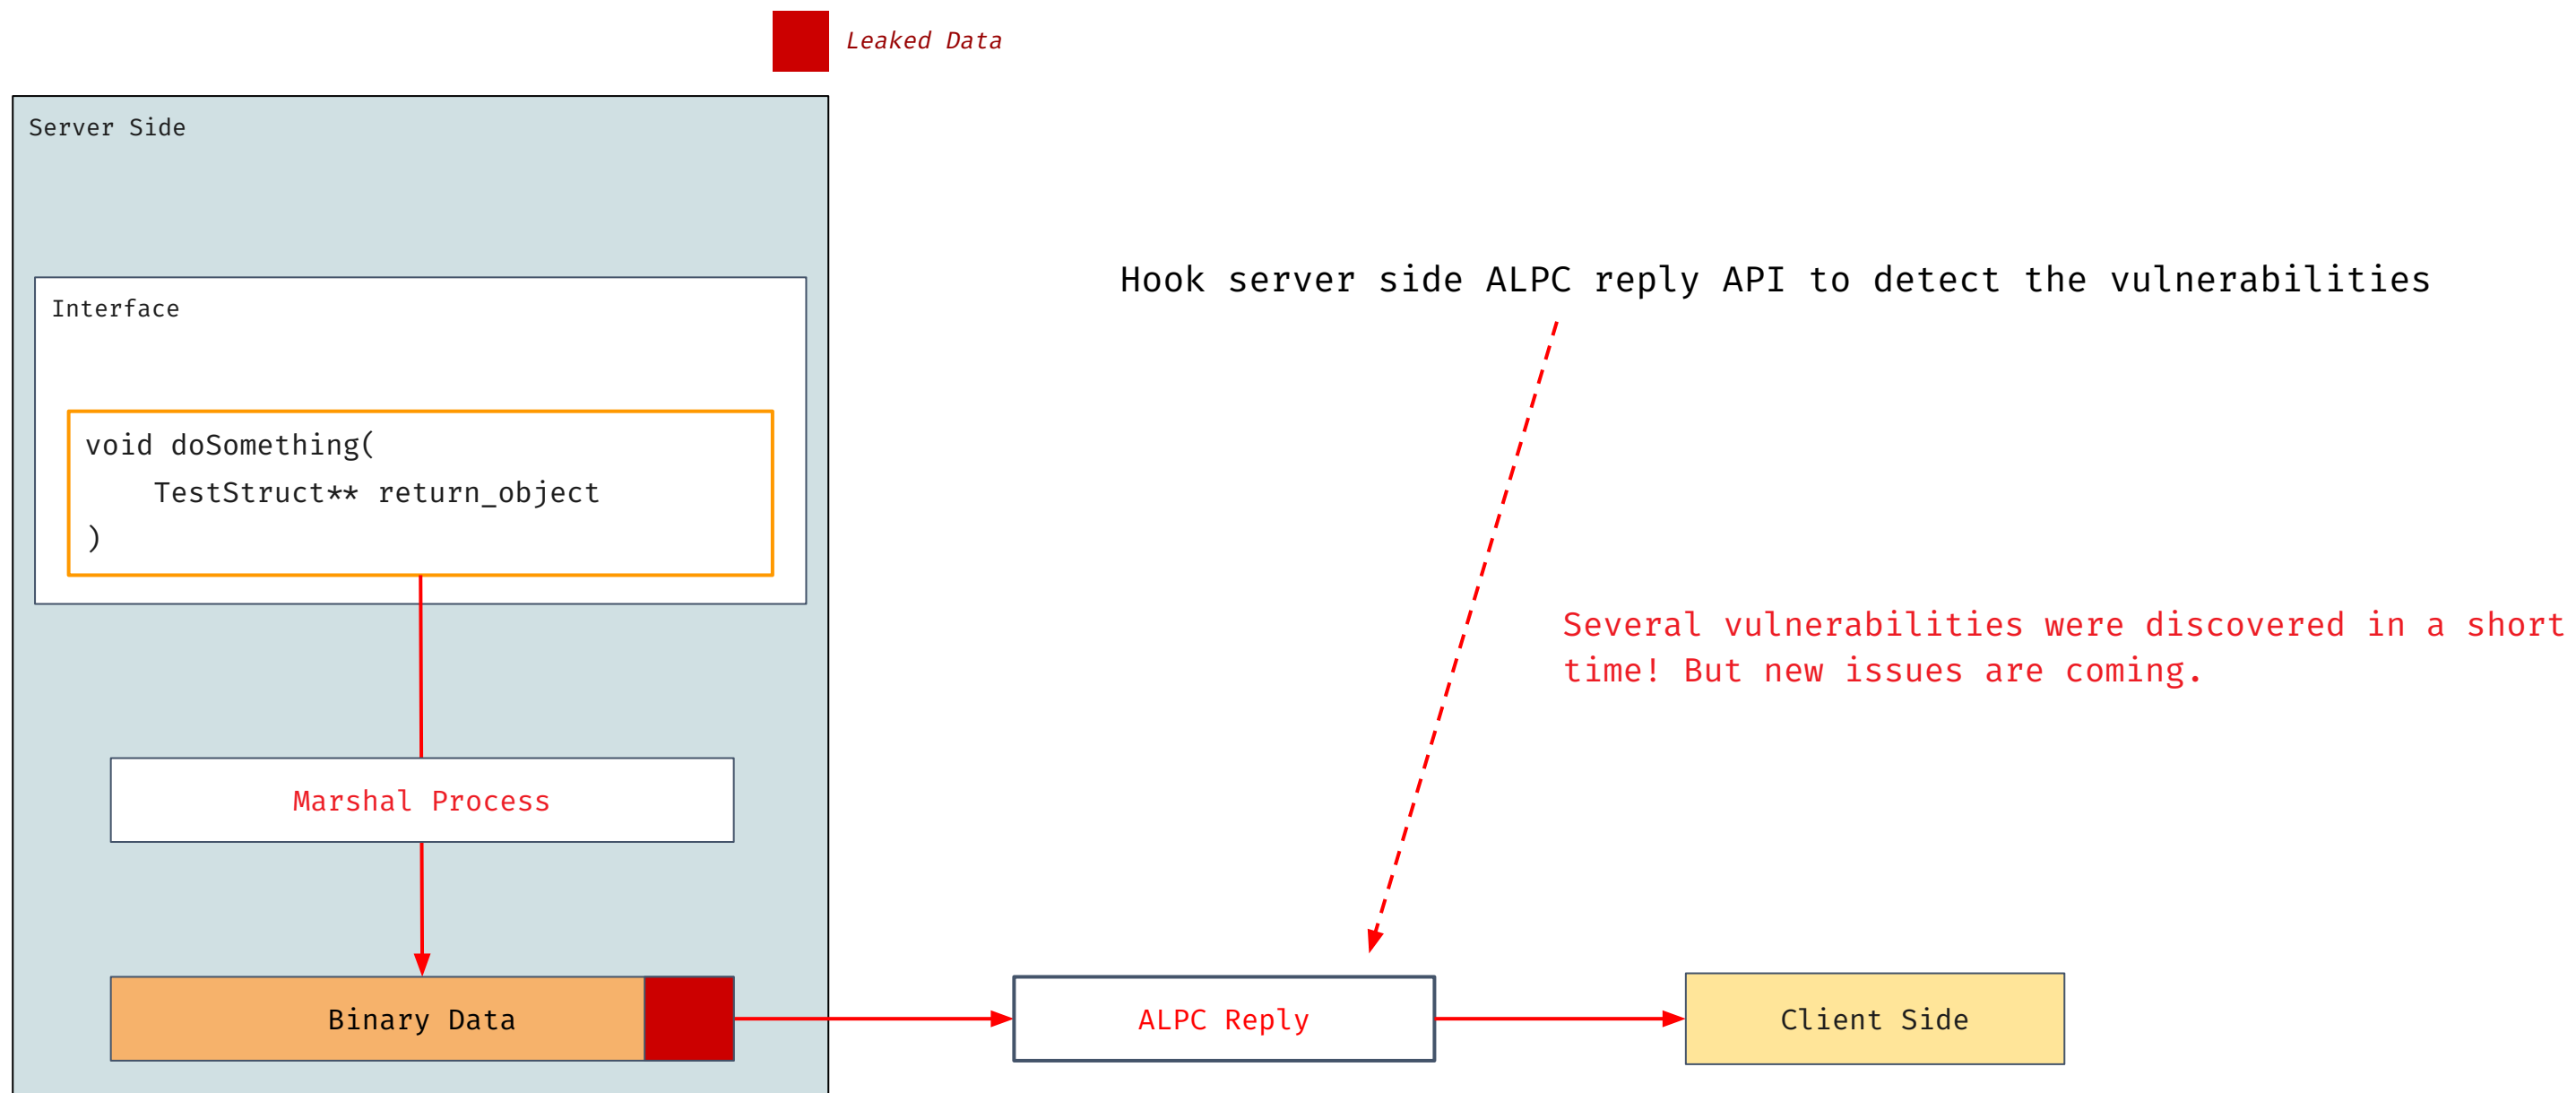 Leaked Data
Server Side
Interface
void doSomething(
TestStruct** return_object
)
Marshal Process
Binary Data
Hook server side ALPC reply API to detect the vulnerabilities
Several vulnerabilities were discovered in a short
time! But new issues are coming.
ALPC Reply
Client Side